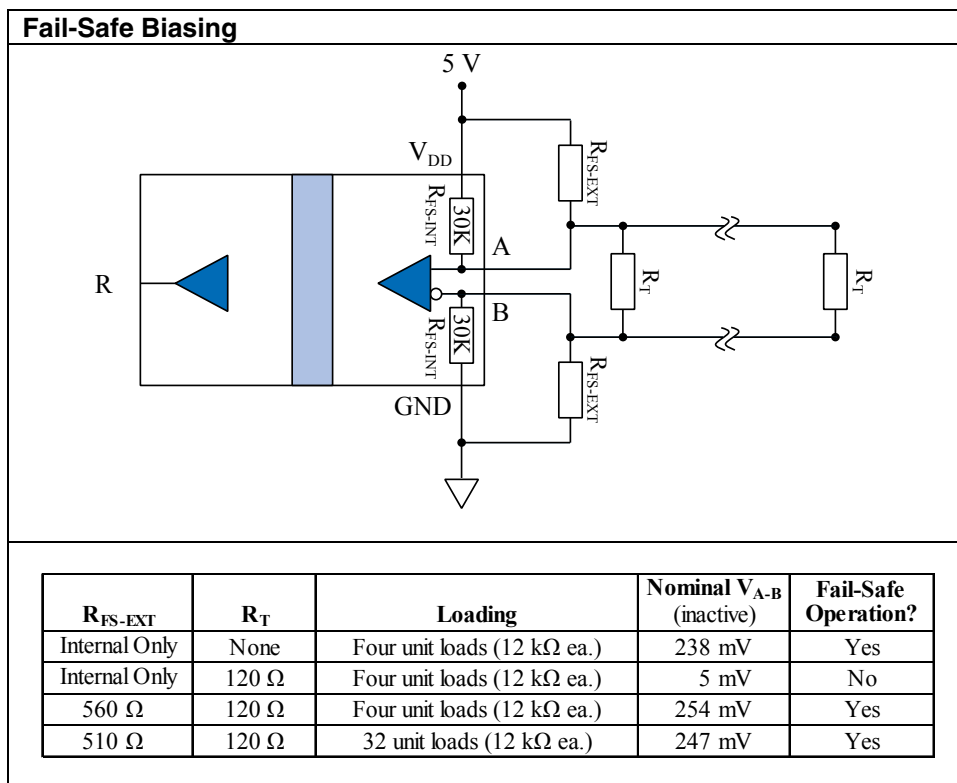 Fail-Safe Biasing
5 V
V_DD
R_FS-EXT
R_FS-INT
30K
A
R
R_T
R_T
B
30K
R_FS-INT
R_FS-EXT
GND
R_FS-EXT R_T Loading Nominal V_A-B (inactive) Fail-Safe Operation?
Internal Only None Four unit loads (12 kΩ ea.) 238 mV Yes
Internal Only 120 Ω Four unit loads (12 kΩ ea.) 5 mV No
560 Ω 120 Ω Four unit loads (12 kΩ ea.) 254 mV Yes
510 Ω 120 Ω 32 unit loads (12 kΩ ea.) 247 mV Yes